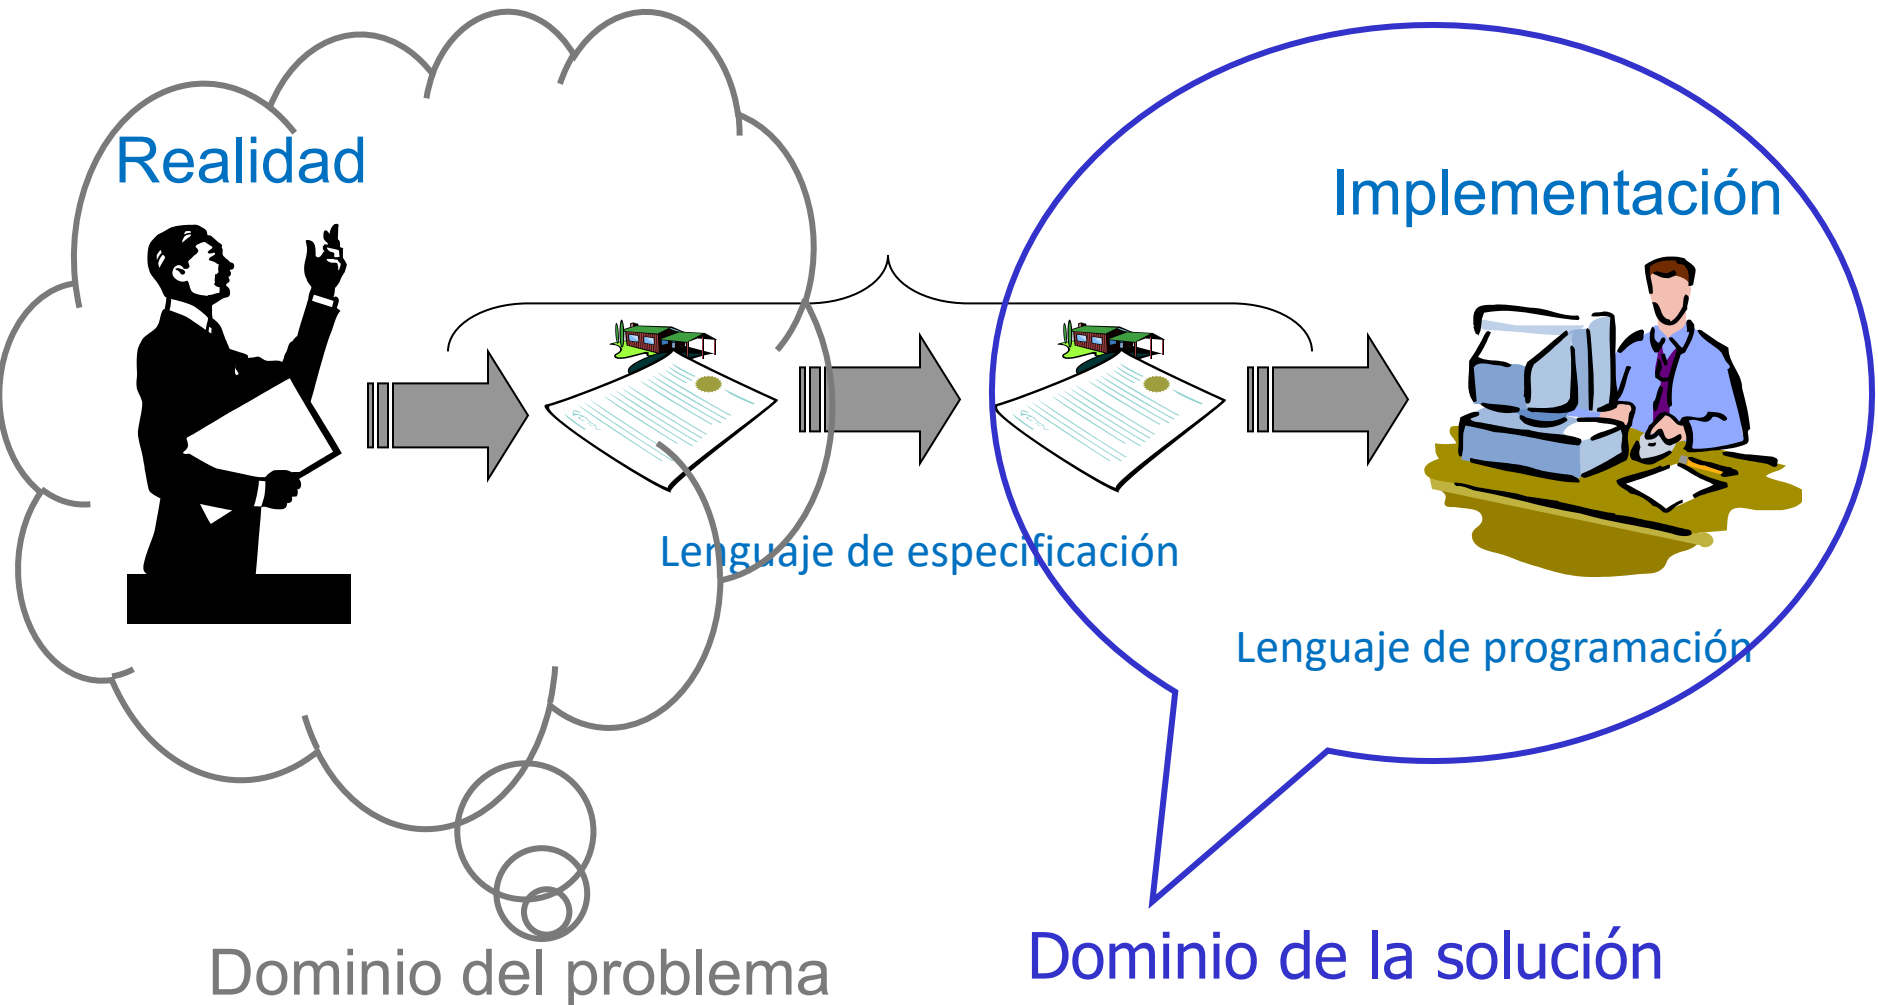 Realidad
Implementación
Lenguaje de especificación
Lenguaje de programación
Dominio del problema
Dominio de la solución